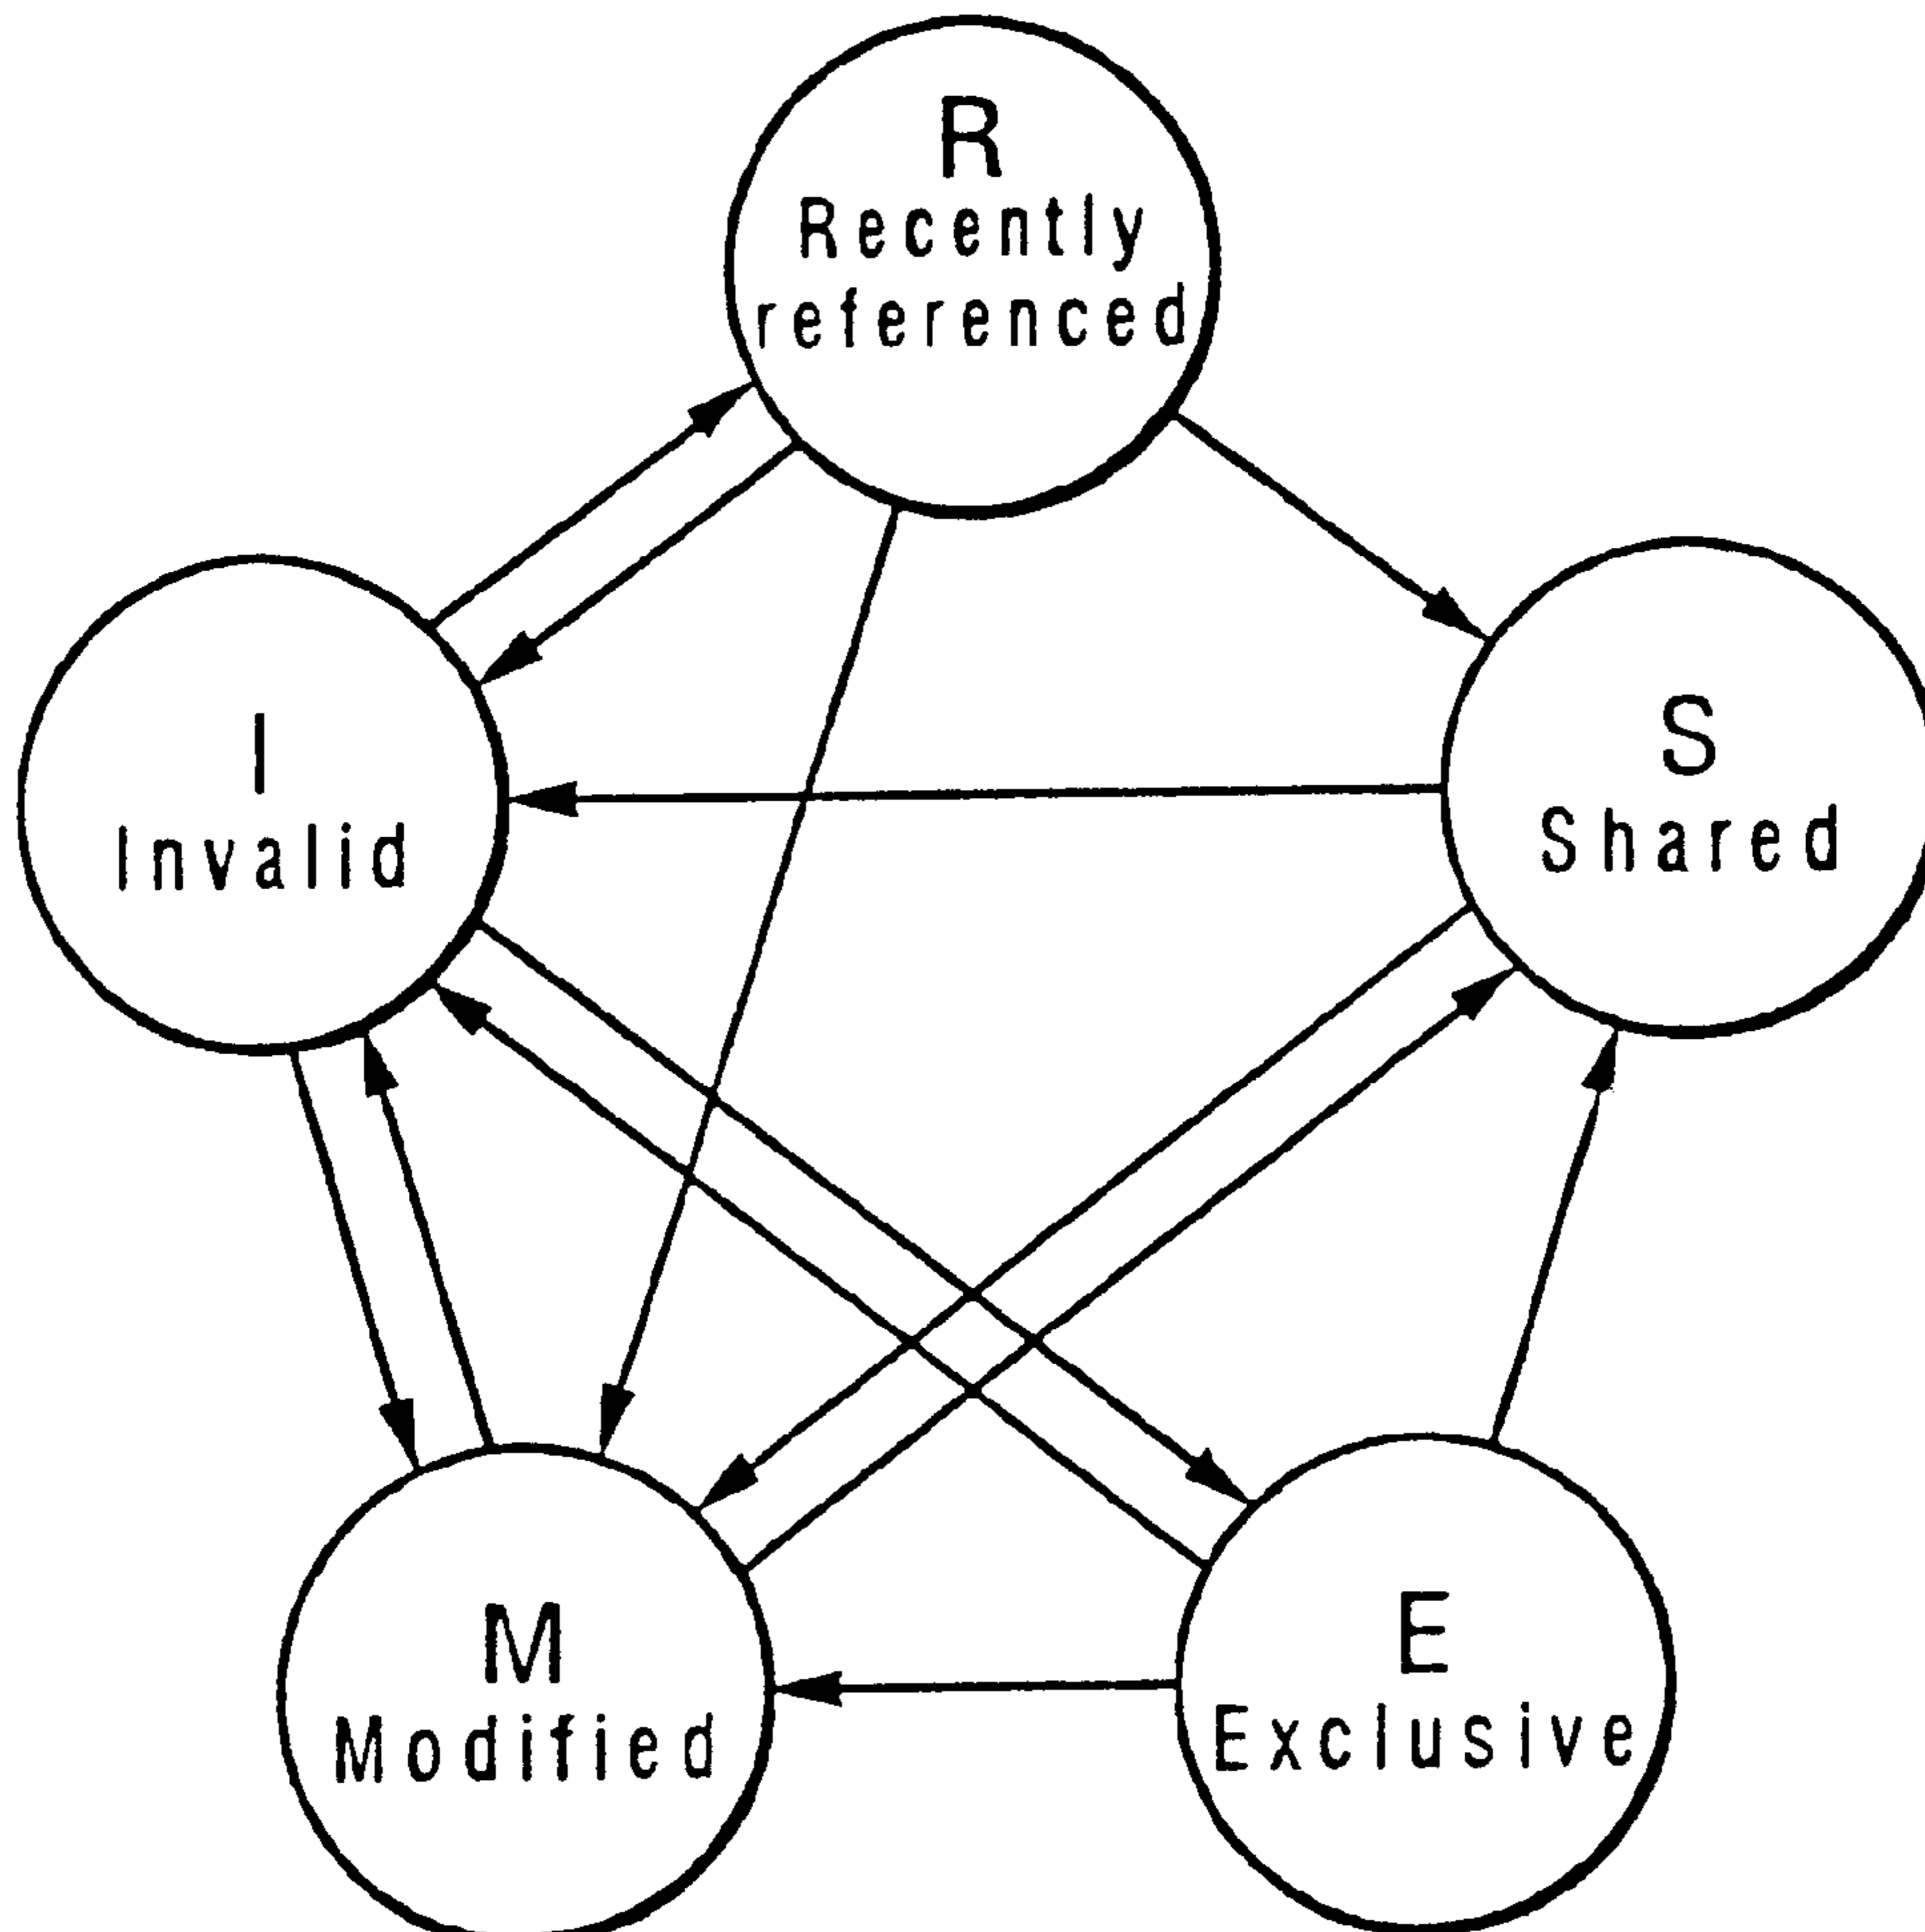 R
Recently
referenced
I
Invalid
S
Shared
M
Modified
E
Exclusive